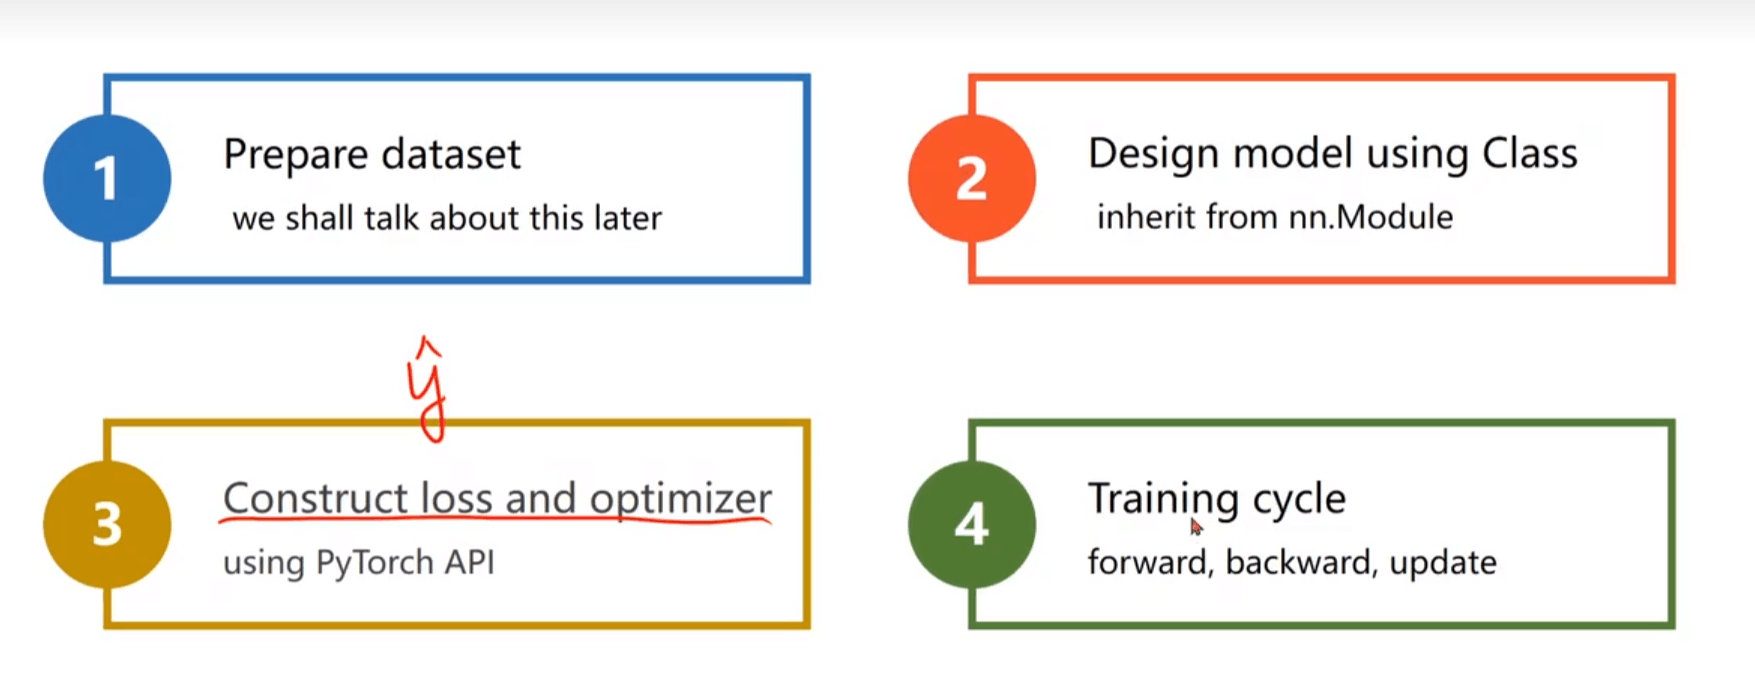 1
Prepare dataset
we shall talk about this later
2
Design model using Class
inherit from nn.Module
ŷ
3
Construct loss and optimizer
using PyTorch API
4
Training cycle
forward, backward, update